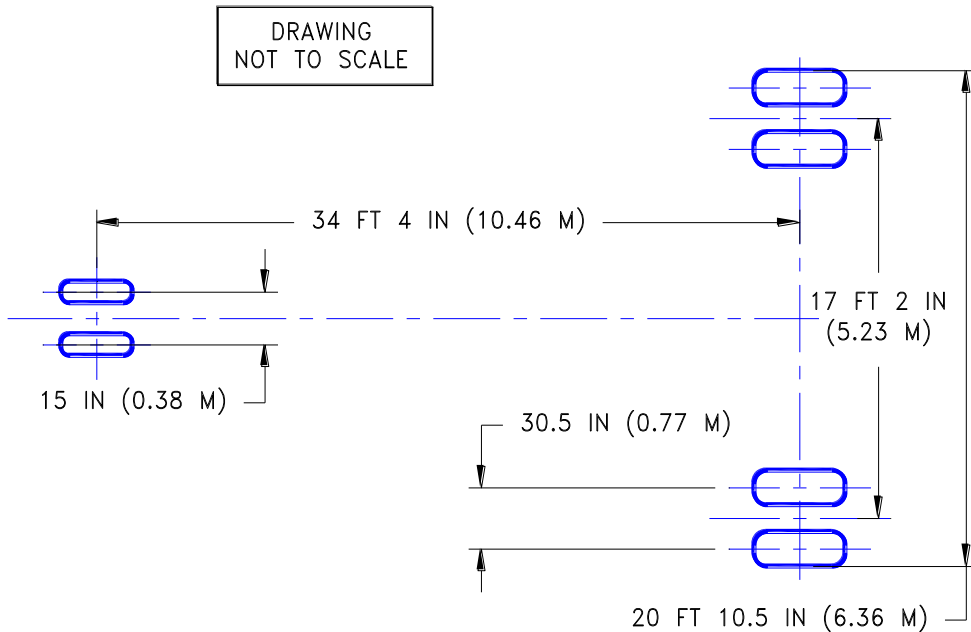 DRAWING
NOT TO SCALE
34 FT 4 IN (10.46 M)
17 FT 2 IN
(5.23 M)
15 IN (0.38 M)
30.5 IN (0.77 M)
20 FT 10.5 IN (6.36 M)